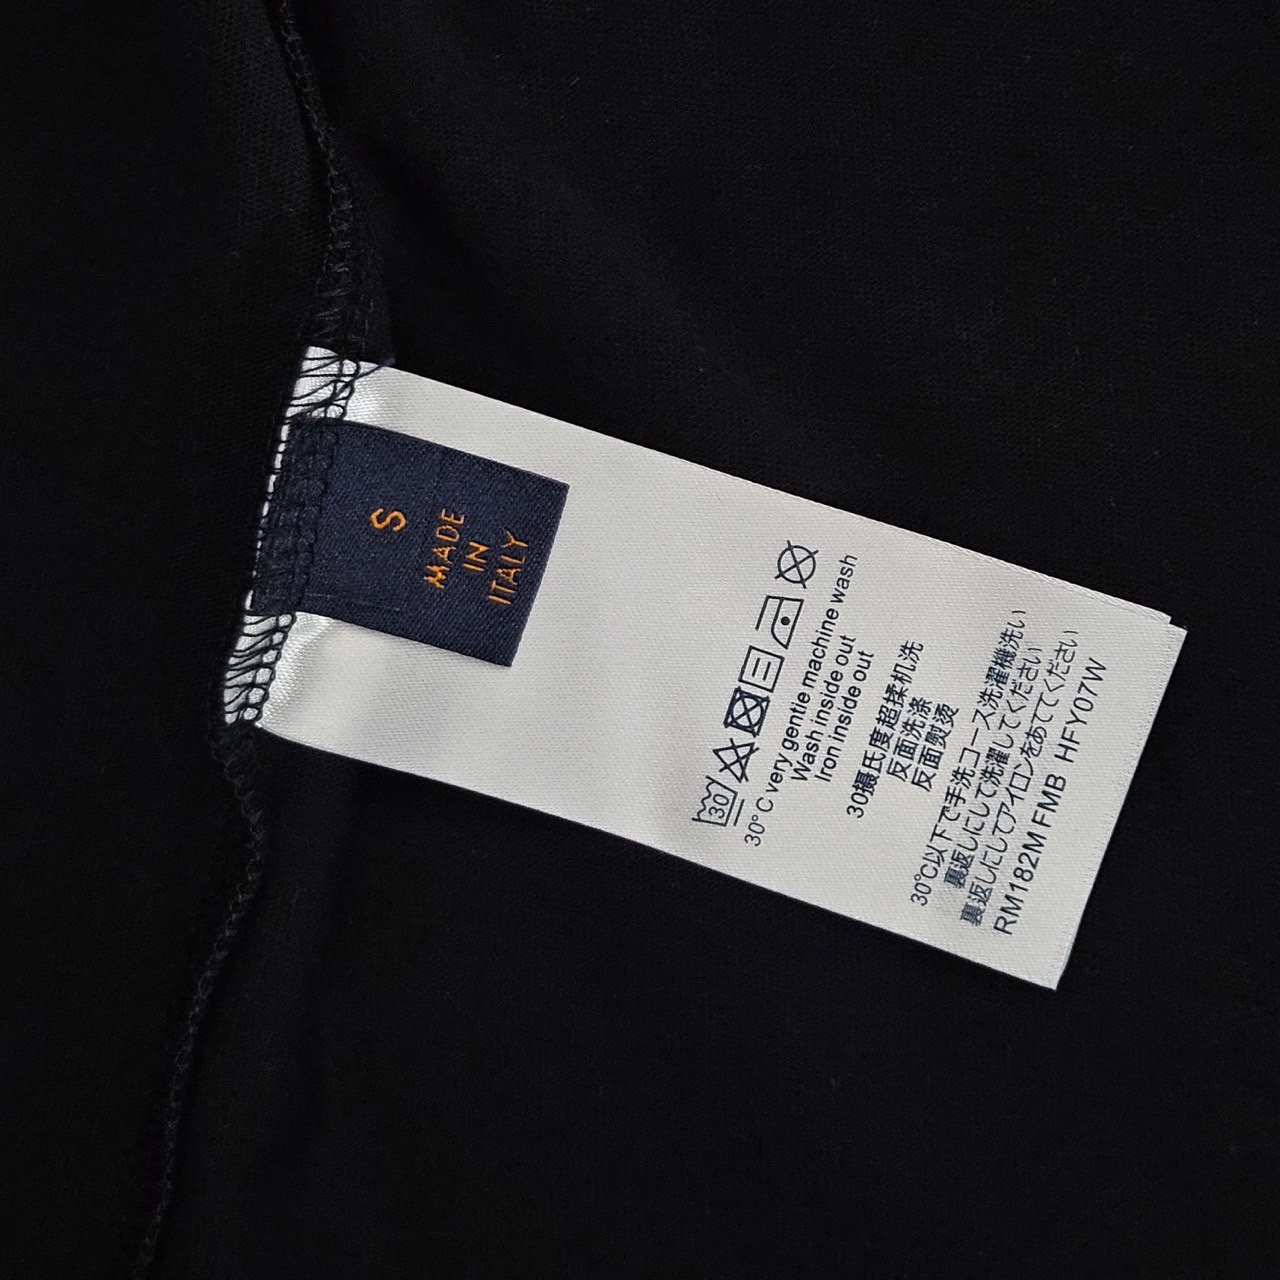 S
MADE
IN
ITALY
30
30°C very gentle machine wash
Wash inside out
Iron inside out
30摄氏度超揉机洗
反面洗涤
反面熨烫
30°C以下で手洗コース洗濯機洗い
裏返しにして洗濯してください
裏返しにしてアイロンをあててください
RM182M FMB HFY07W